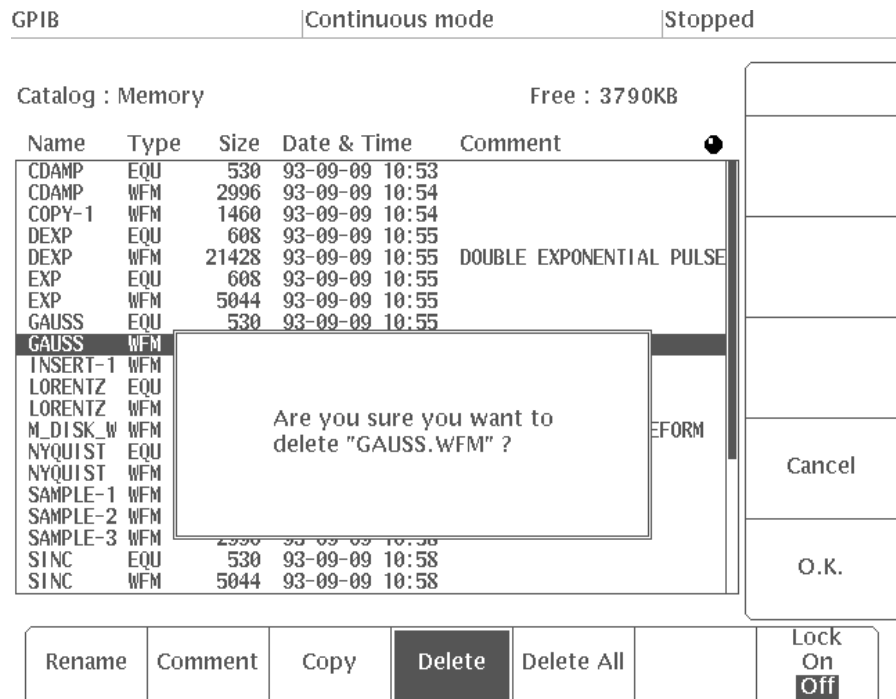 GPIB Continuous mode Stopped
Catalog : Memory Free : 3790KB
Name Type Size Date & Time Comment
CDAMP EQU 530 93-09-09 10:53
CDAMP WFM 2996 93-09-09 10:54
COPY-1 WFM 1460 93-09-09 10:54
DEXP EQU 608 93-09-09 10:55
DEXP WFM 21428 93-09-09 10:55 DOUBLE EXPONENTIAL PULSE
EXP EQU 608 93-09-09 10:55
EXP WFM 5044 93-09-09 10:55
GAUSS EQU 530 93-09-09 10:55
GAUSS WFM
INSERT-1 WFM
LORENTZ EQU
LORENTZ WFM
M_DISK_W WFM EFORM
NYQUIST EQU
NYQUIST WFM
SAMPLE-1 WFM
SAMPLE-2 WFM
SAMPLE-3 WFM 2996 93-09-09 10:58
SINC EQU 530 93-09-09 10:58
SINC WFM 5044 93-09-09 10:58
Are you sure you want to
delete "GAUSS.WFM" ?
Cancel
O.K.
Rename Comment Copy Delete Delete All Lock
On
Off